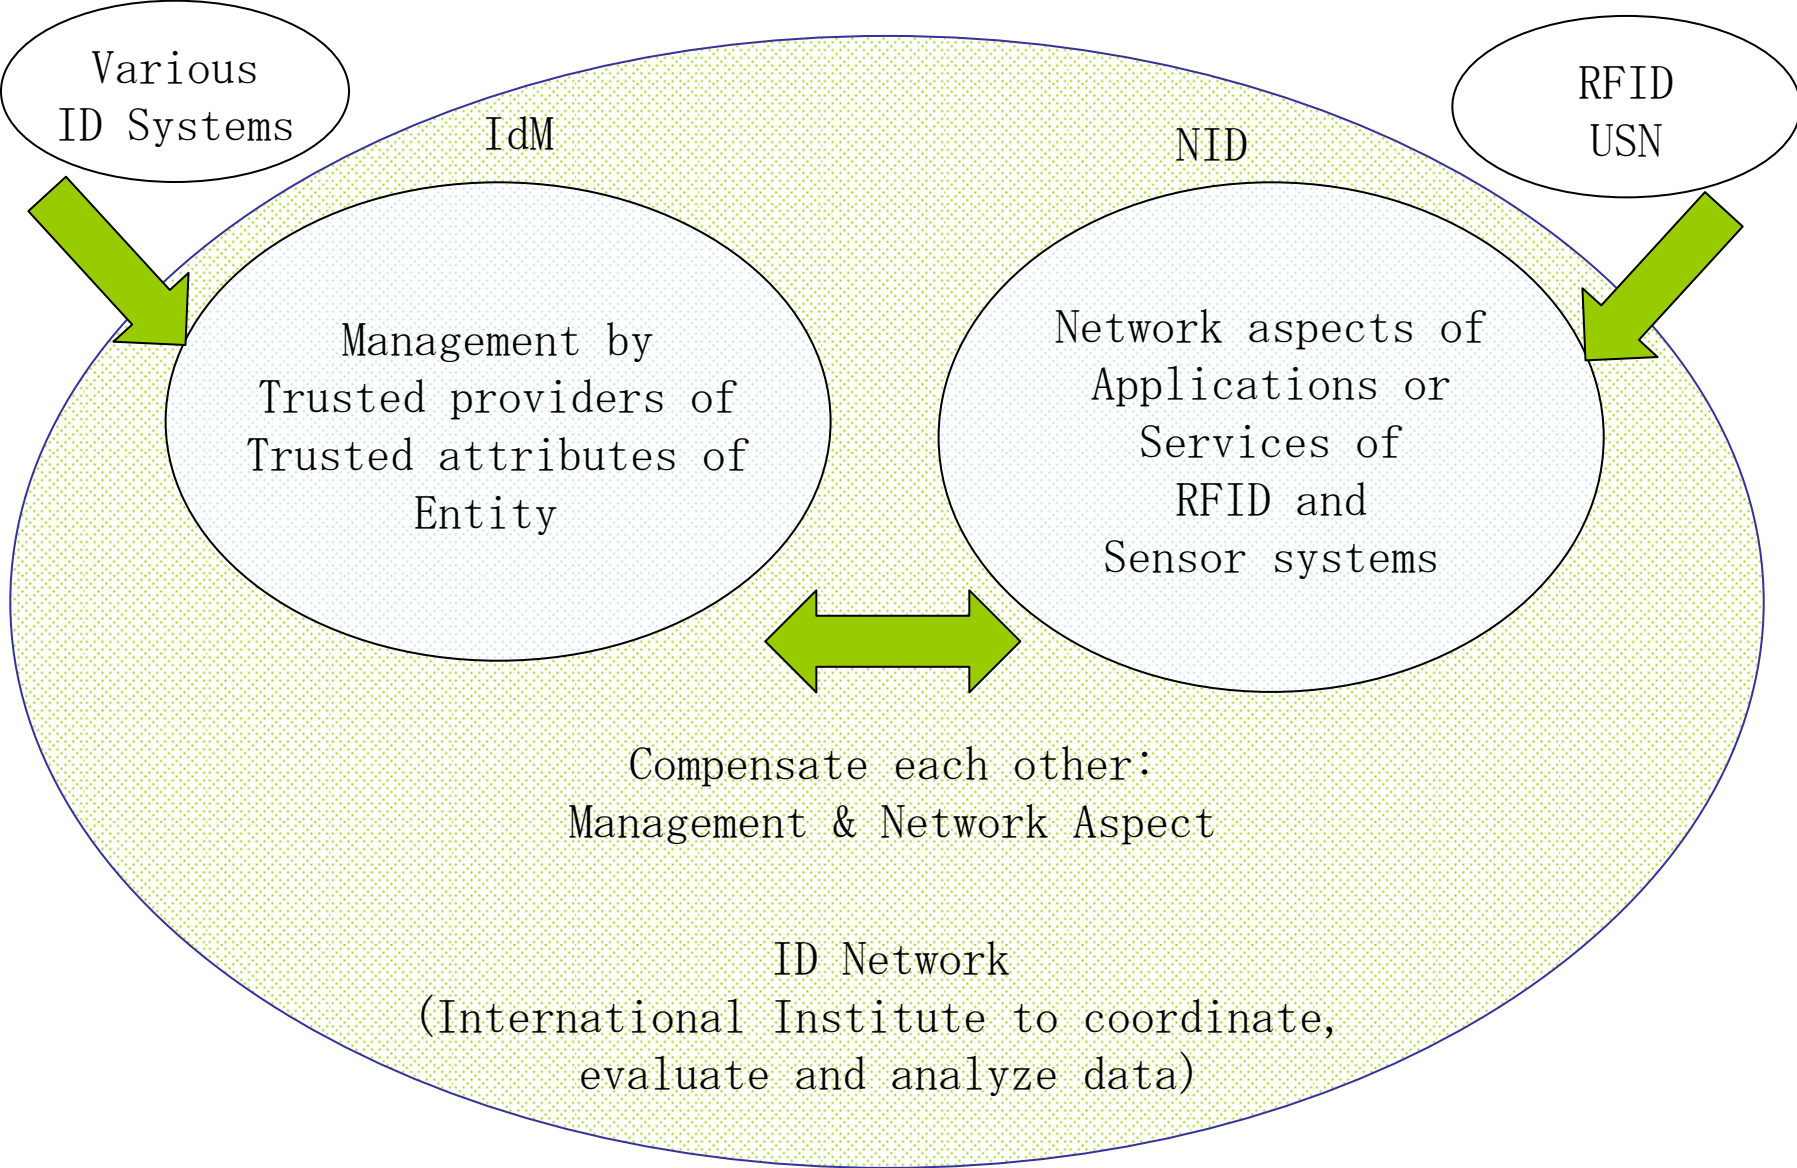 Various
ID Systems
RFID
USN
IdM
NID
Management by
Trusted providers of
Trusted attributes of
Entity
Network aspects of
Applications or
Services of
RFID and
Sensor systems
Compensate each other:
Management & Network Aspect
ID Network
(International Institute to coordinate,
evaluate and analyze data)